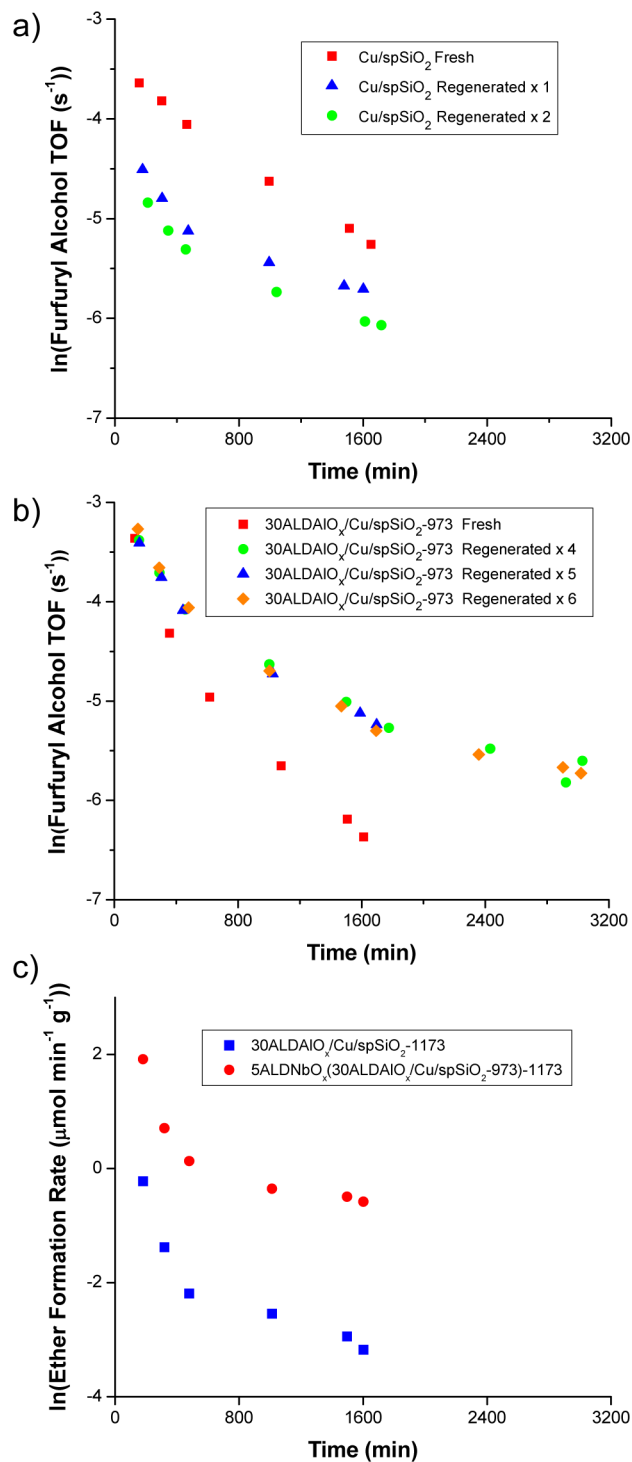 a)
-3
-4
-5
-6
-7
ln(Furfuryl Alcohol TOF (s⁻¹))
Cu/spSiO₂ Fresh
Cu/spSiO₂ Regenerated x 1
Cu/spSiO₂ Regenerated x 2
0 800 1600 2400 3200
Time (min)
b)
-3
-4
-5
-6
-7
ln(Furfuryl Alcohol TOF (s⁻¹))
30ALDAlOₓ/Cu/spSiO₂-973 Fresh
30ALDAlOₓ/Cu/spSiO₂-973 Regenerated x 4
30ALDAlOₓ/Cu/spSiO₂-973 Regenerated x 5
30ALDAlOₓ/Cu/spSiO₂-973 Regenerated x 6
0 800 1600 2400 3200
Time (min)
c)
2
0
-2
-4
ln(Ether Formation Rate (μmol min⁻¹ g⁻¹))
30ALDAlOₓ/Cu/spSiO₂-1173
5ALDNbOₓ(30ALDAlOₓ/Cu/spSiO₂-973)-1173
0 800 1600 2400 3200
Time (min)